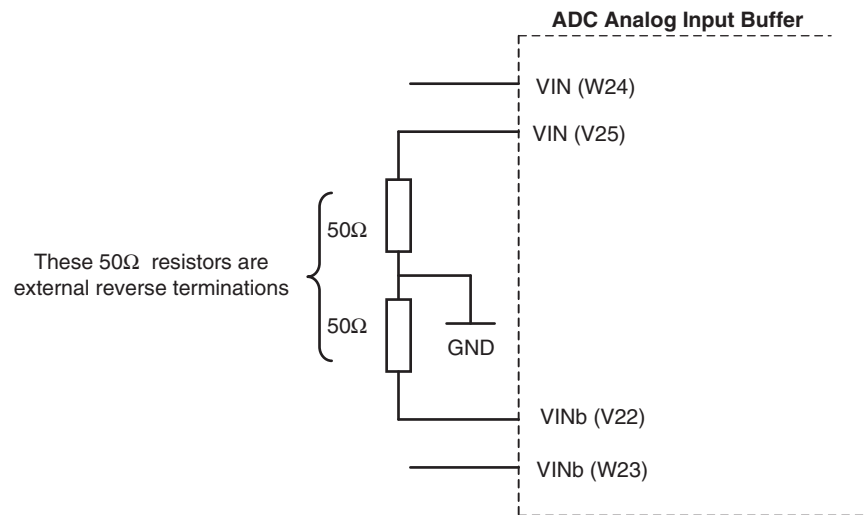 ADC Analog Input Buffer
VIN (W24)
VIN (V25)
50Ω
These 50Ω resistors are
external reverse terminations
50Ω
GND
VINb (V22)
VINb (W23)